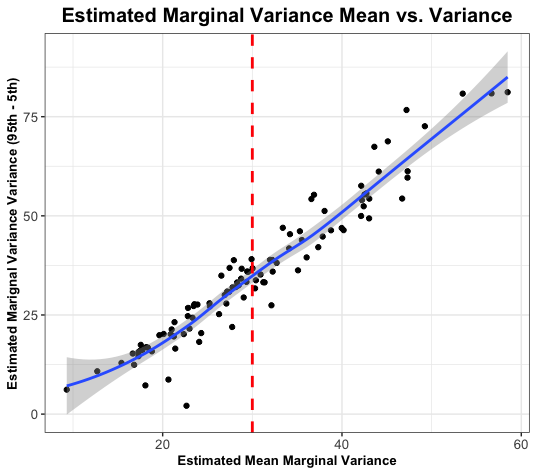 Estimated Marginal Variance Mean vs. Variance
Estimated Marignal Variance Variance (95th - 5th)
75
50
25
0
20 40 60
Estimated Mean Marginal Variance